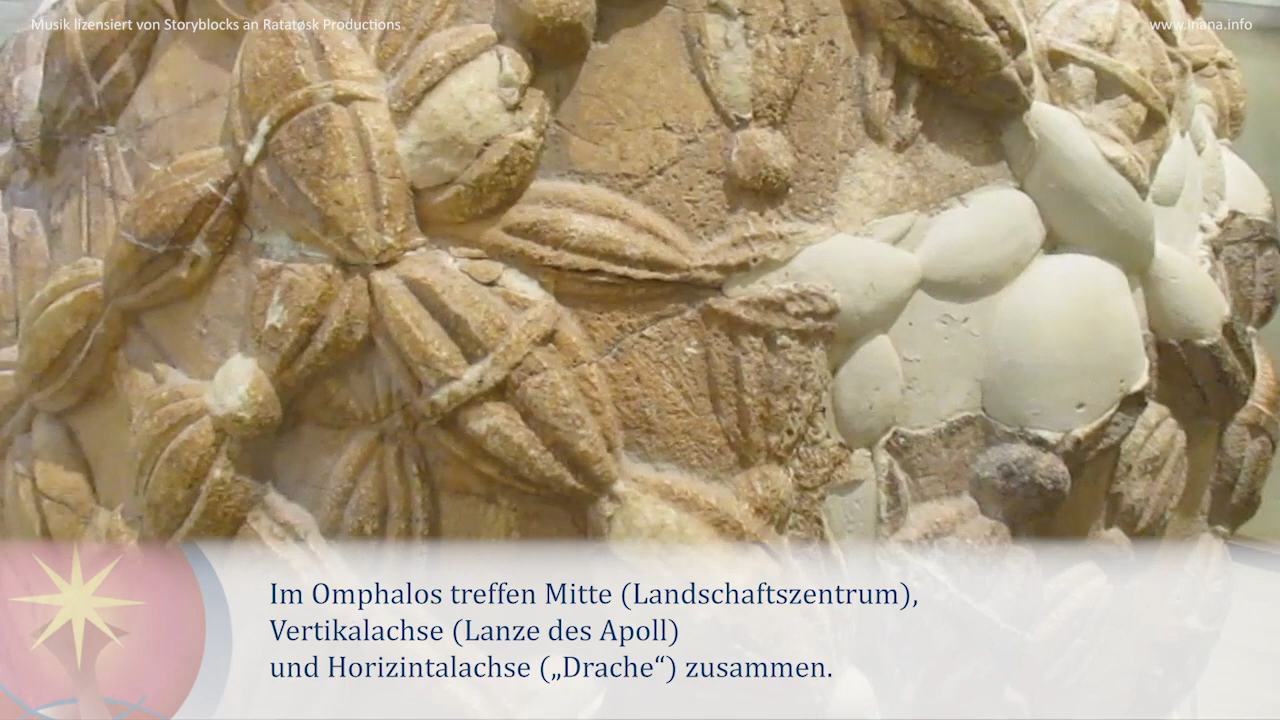 Musik lizensiert von Storyblocks an Ratatøsk Productions
www.inana.info
Im Omphalos treffen Mitte (Landschaftszentrum),
Vertikalachse (Lanze des Apoll)
und Horizintalachse („Drache“) zusammen.